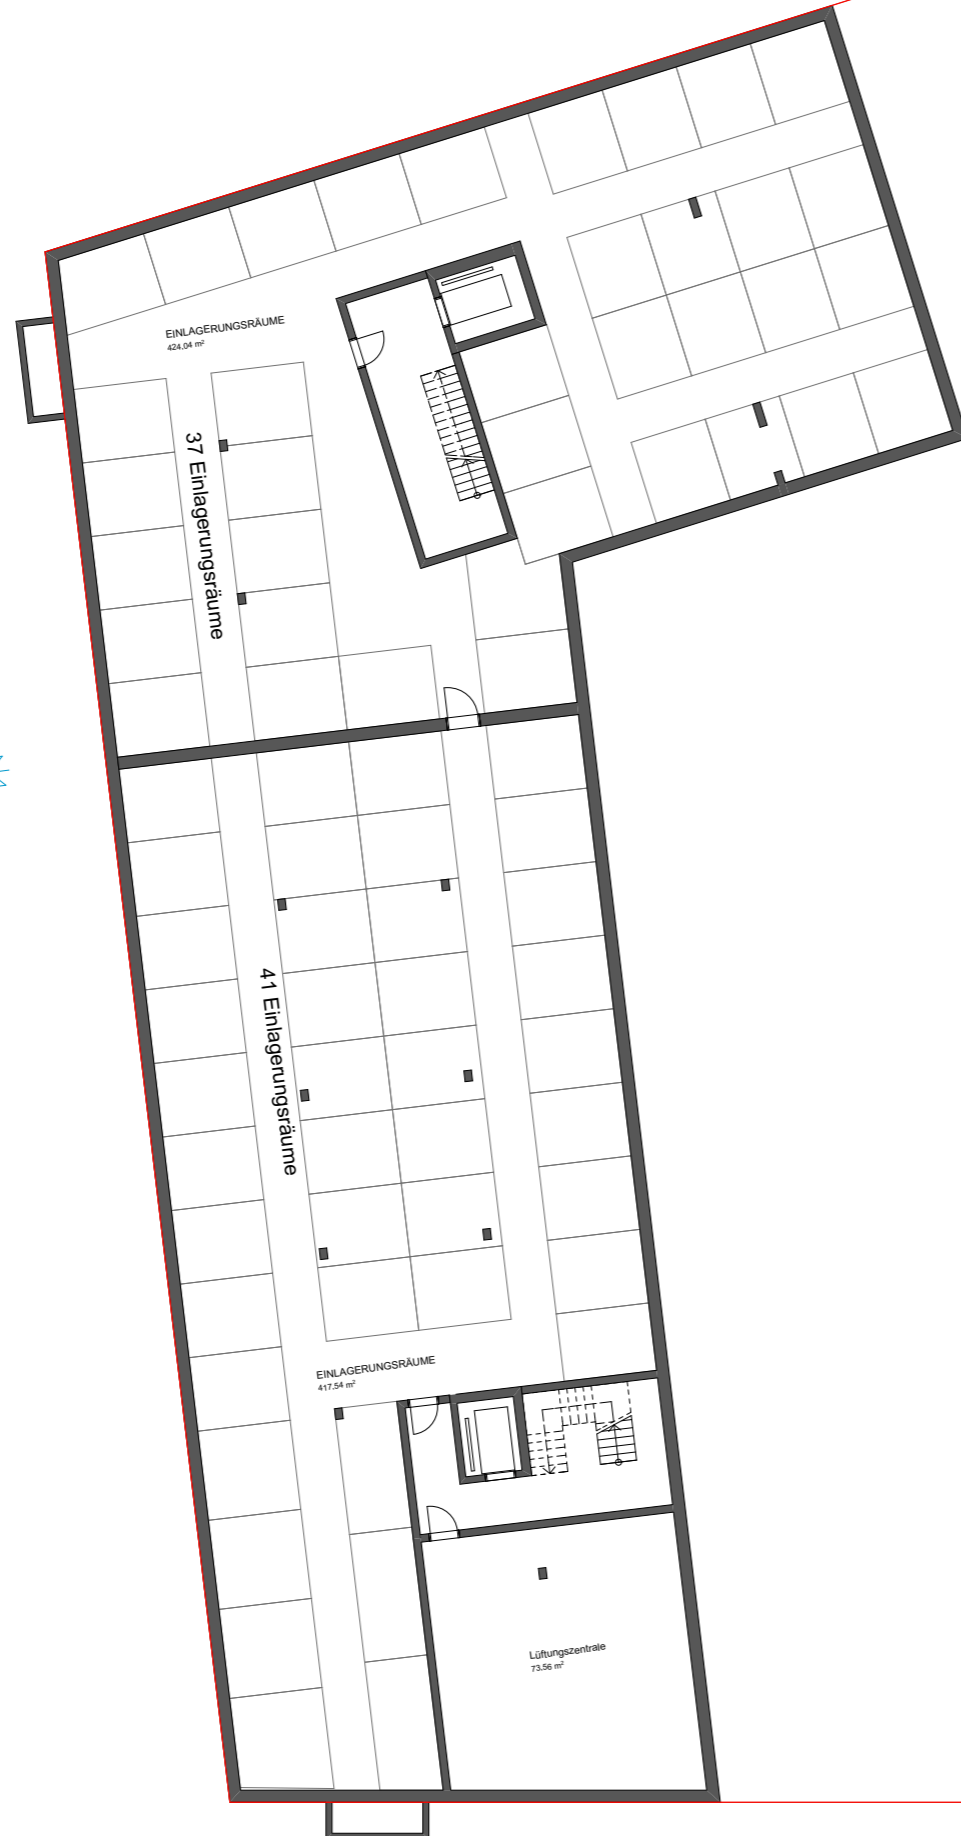 EINLAGERUNGSRÄUME
424,04 m²
37 Einlagerungsräume
41 Einlagerungsräume
EINLAGERUNGSRÄUME
417,54 m²
Lüftungszentrale
73,56 m²